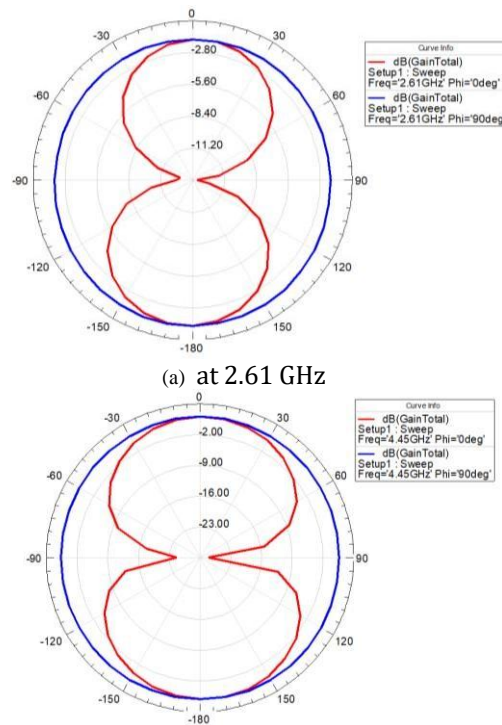 0
-30
30
-2.80
-60
60
-5.60
-8.40
-11.20
-90
90
-120
120
-150
150
-180
Curve Info
dB(GainTotal)
Setup1 : Sweep
Freq='2.61GHz' Phi='0deg'
dB(GainTotal)
Setup1 : Sweep
Freq='2.61GHz' Phi='90deg
(a) at 2.61 GHz
0
-30
30
-2.00
-60
60
-9.00
-16.00
-23.00
-90
90
-120
120
-150
150
-180
Curve Info
dB(GainTotal)
Setup1 : Sweep
Freq='4.45GHz' Phi='0deg'
dB(GainTotal)
Setup1 : Sweep
Freq='4.45GHz' Phi='90deg'